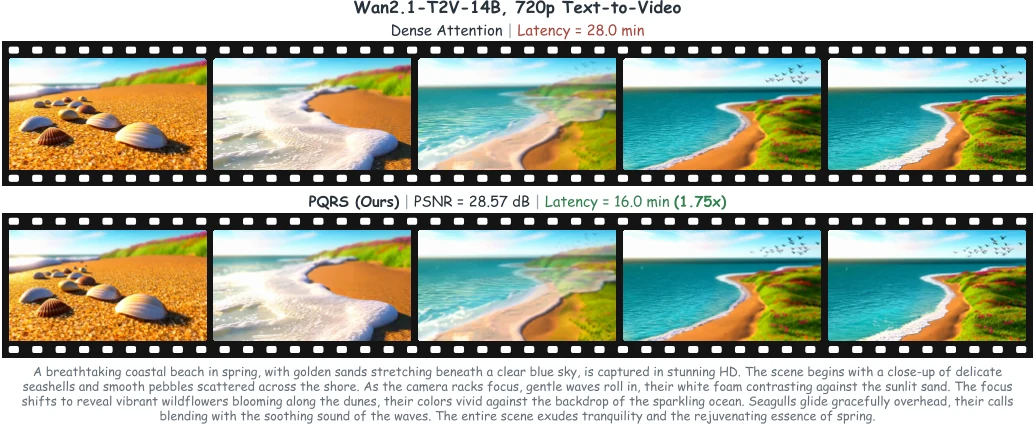 Wan2.1-T2V-14B, 720p Text-to-Video
Dense Attention | Latency = 28.0 min
PQRS (Ours) | PSNR = 28.57 dB | Latency = 16.0 min (1.75x)
A breathtaking coastal beach in spring, with golden sands stretching beneath a clear blue sky, is captured in stunning HD. The scene begins with a close-up of delicate
seashells and smooth pebbles scattered across the shore. As the camera racks focus, gentle waves roll in, their white foam contrasting against the sunlit sand. The focus
shifts to reveal vibrant wildflowers blooming along the dunes, their colors vivid against the backdrop of the sparkling ocean. Seagulls glide gracefully overhead, their calls
blending with the soothing sound of the waves. The entire scene exudes tranquility and the rejuvenating essence of spring.